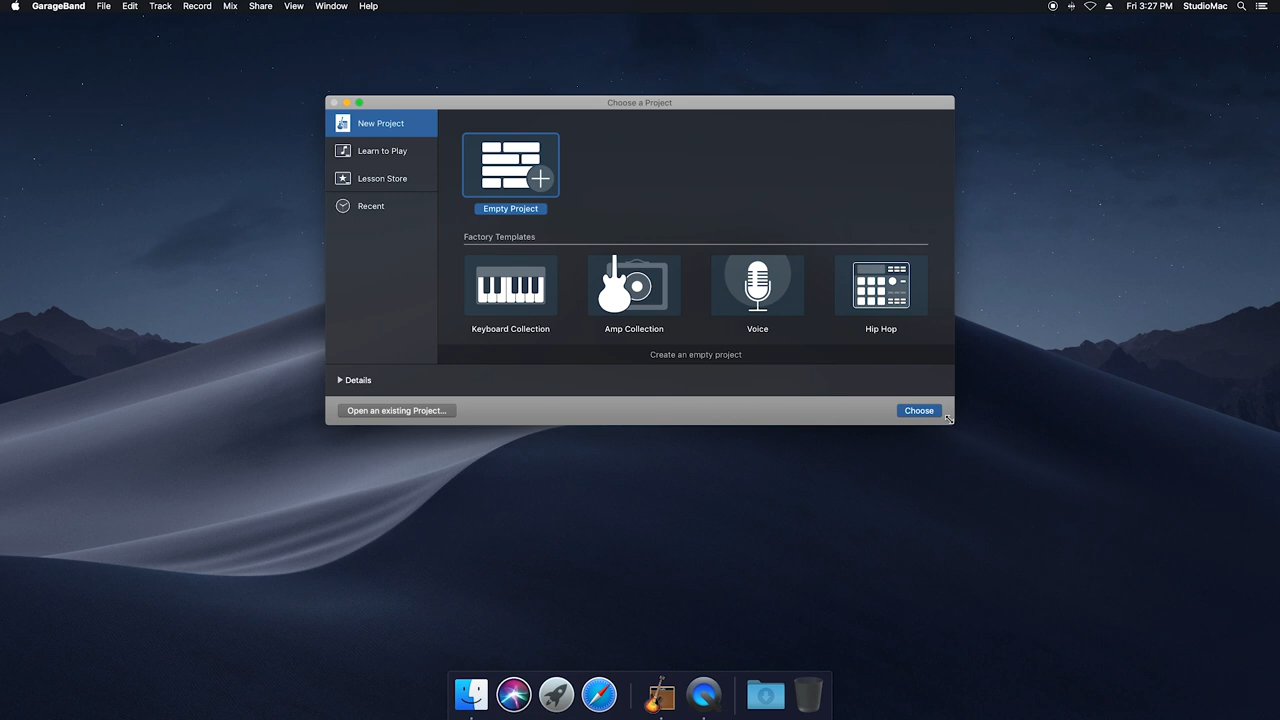 GarageBand File Edit Track Record Mix Share View Window Help Fri 3:27 PM StudioMac
Choose a Project
New Project
Learn to Play
Lesson Store
Recent
Empty Project
Factory Templates
Keyboard Collection Amp Collection Voice Hip Hop
Create an empty project
Details
Open an existing Project... Choose